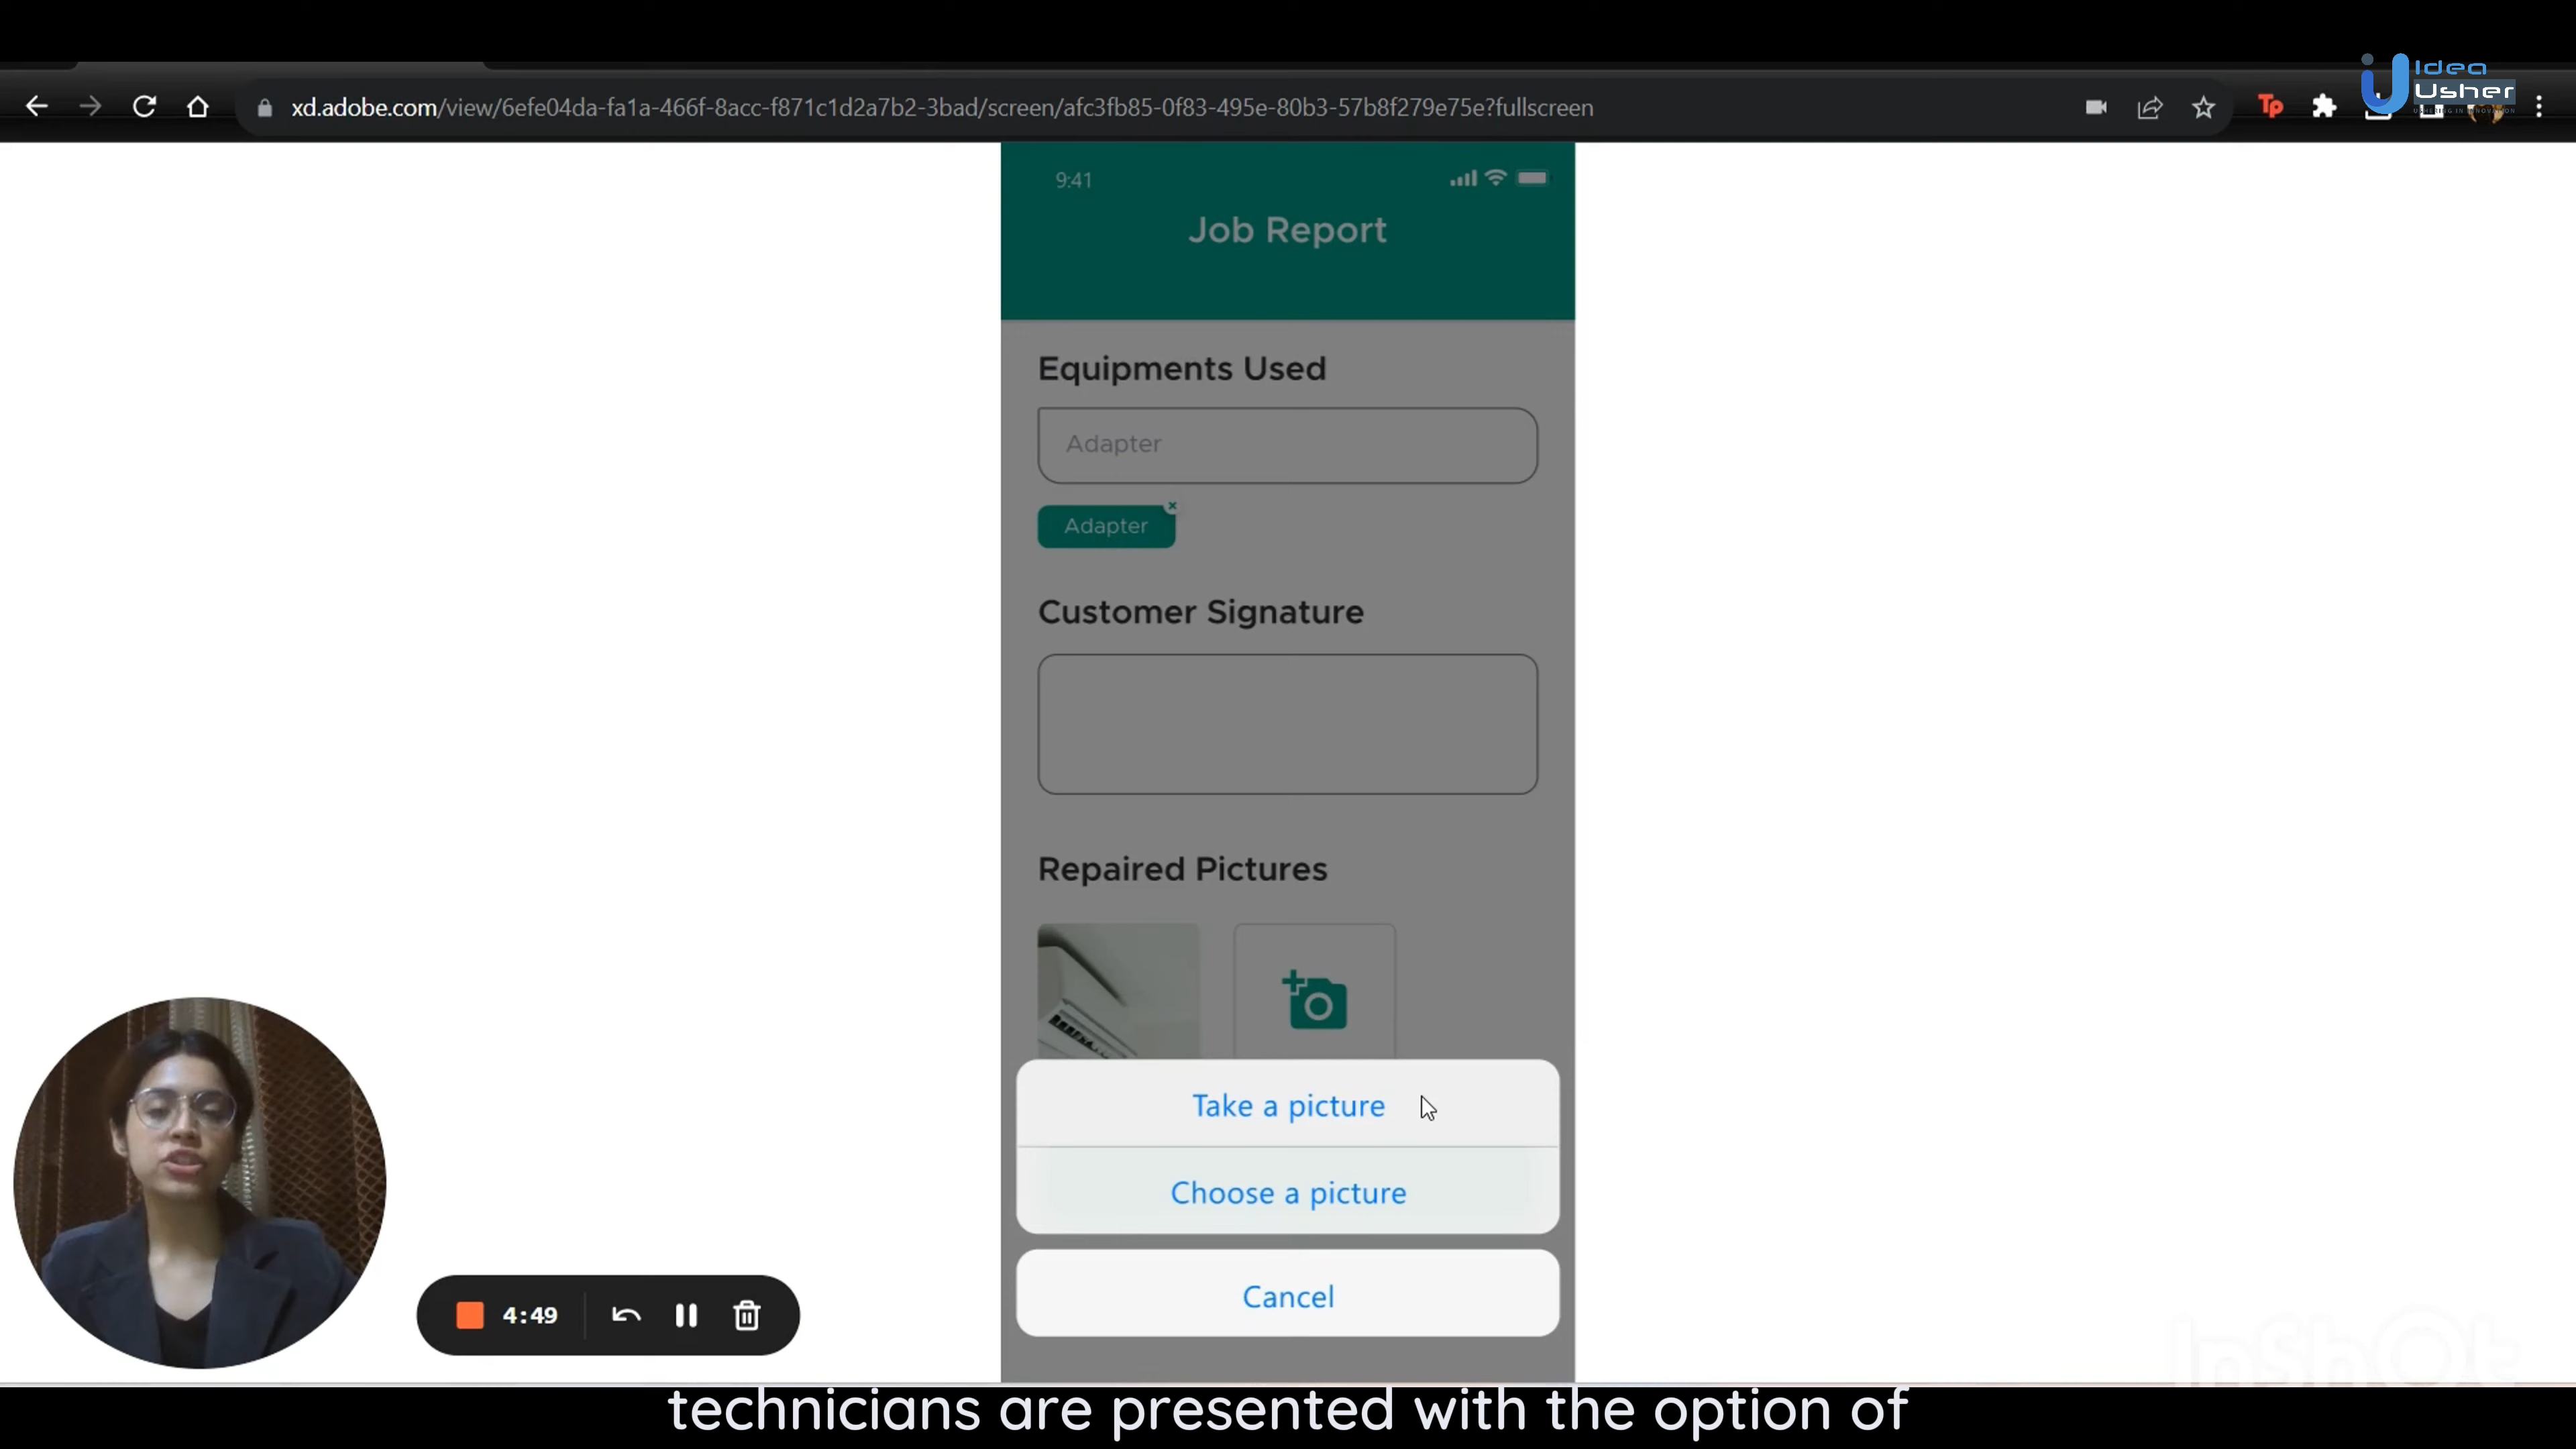 Idea
Usher
xd.adobe.com/view/6efe04da-fa1a-466f-8acc-f871c1d2a7b2-3bad/screen/afc3fb85-0f83-495e-80b3-57b8f279e75e?fullscreen
Tp
9:41
Job Report
Equipments Used
Adapter
Adapter
Customer Signature
Repaired Pictures
Take a picture
Choose a picture
Cancel
4:49
InShOt
technicians are presented with the option of